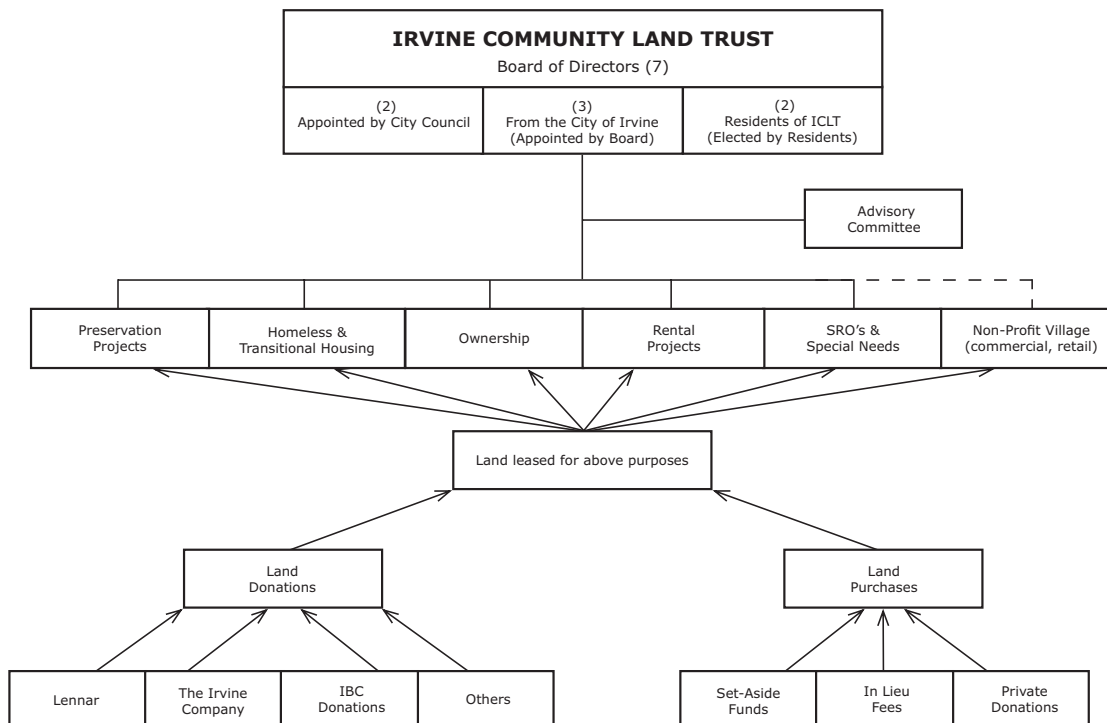 IRVINE COMMUNITY LAND TRUST
Board of Directors (7)
(2)
Appointed by City Council
(3)
From the City of Irvine
(Appointed by Board)
(2)
Residents of ICLT
(Elected by Residents)
Advisory
Committee
Preservation
Projects
Homeless &
Transitional Housing
Ownership
Rental
Projects
SRO's &
Special Needs
Non-Profit Village
(commercial, retail)
Land leased for above purposes
Land
Donations
Land
Purchases
Lennar
The Irvine
Company
IBC
Donations
Others
Set-Aside
Funds
In Lieu
Fees
Private
Donations